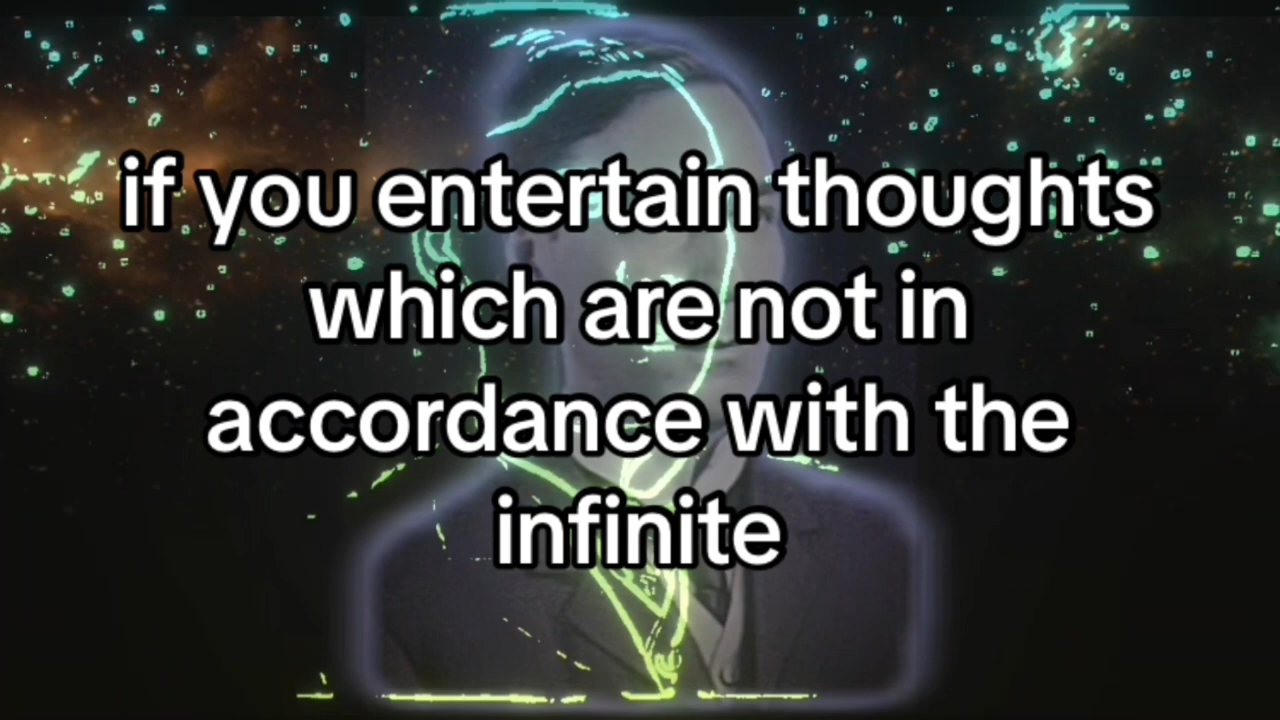 if you entertain thoughts
which are not in
accordance with the
infinite